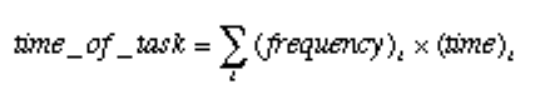 time_of_task = ∑ᵢ (frequency)ᵢ × (time)ᵢ